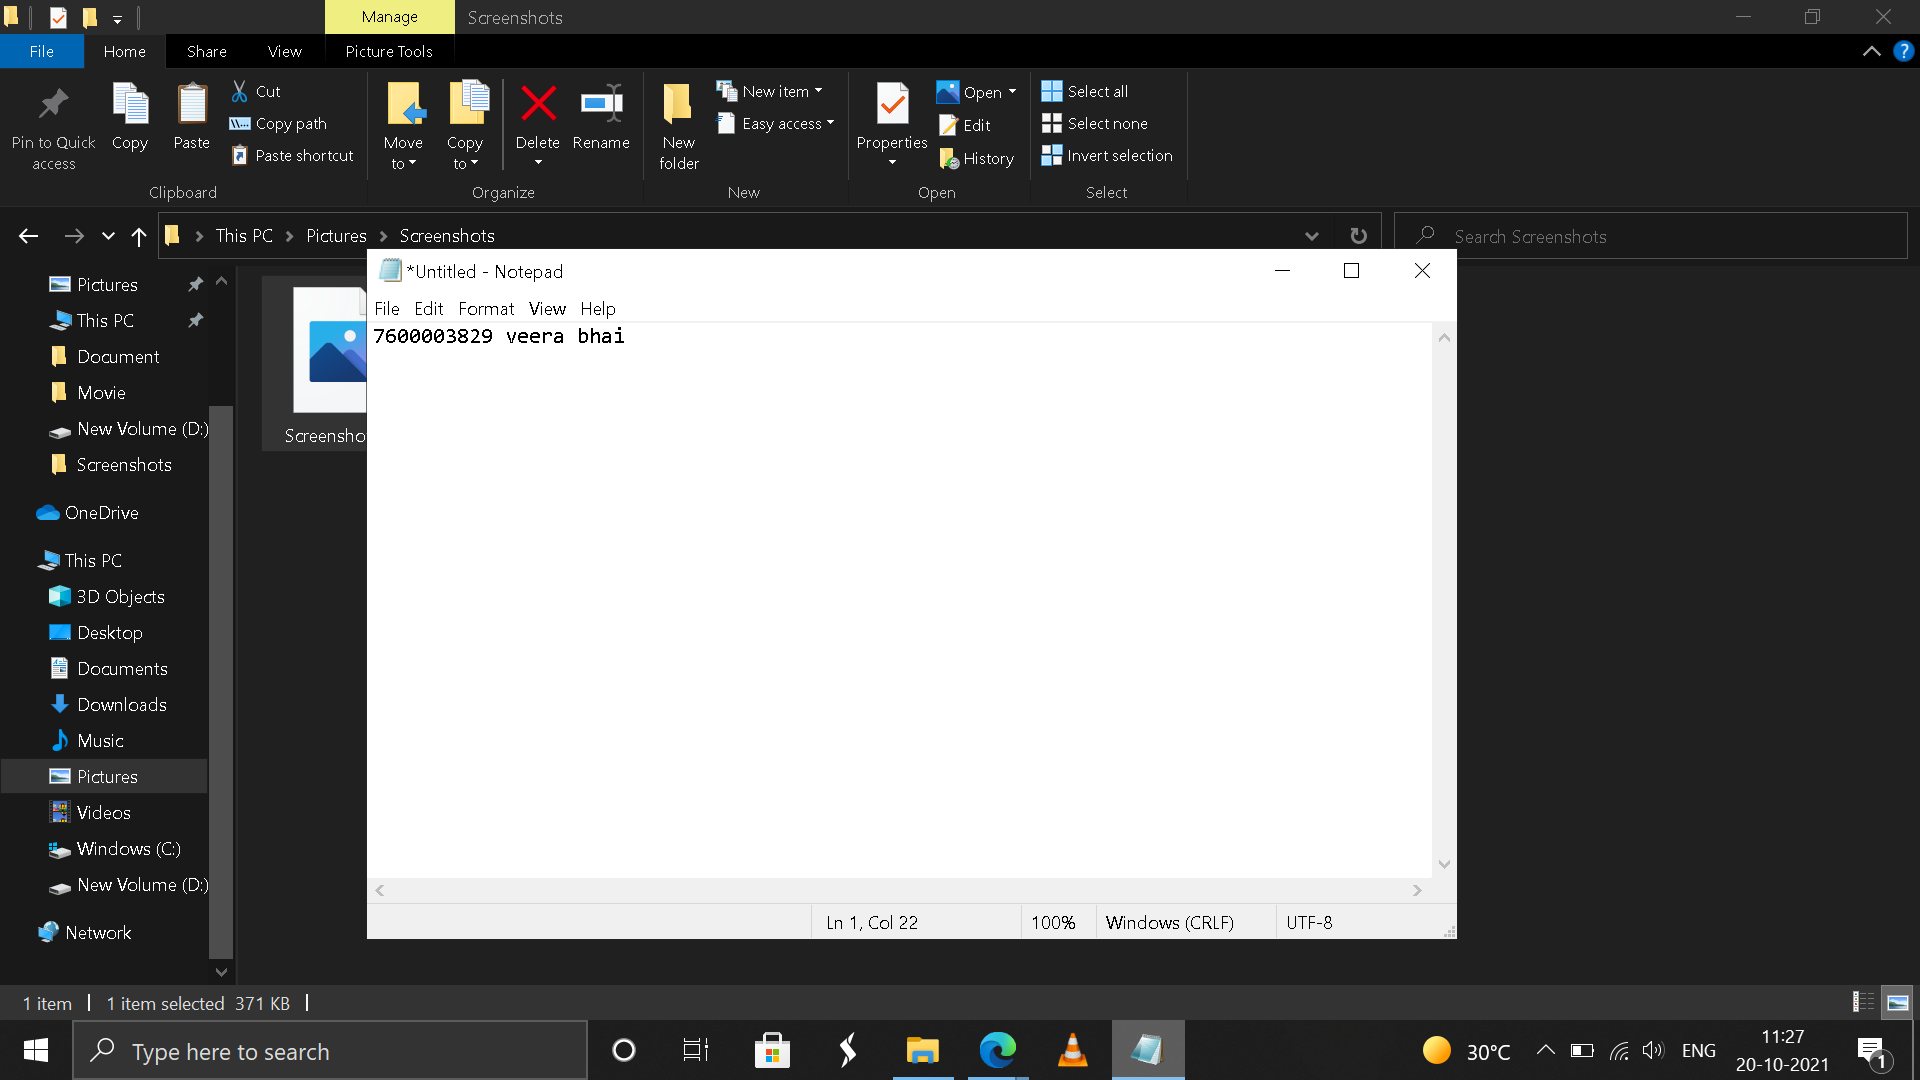 Manage
Screenshots
File
Home
Share
View
Picture Tools
Pin to Quick access
Copy
Paste
Cut
Copy path
Paste shortcut
Clipboard
Move to
Copy to
Delete
Rename
Organize
New folder
New item
Easy access
New
Properties
Open
Edit
History
Open
Select all
Select none
Invert selection
Select
This PC
Pictures
Screenshots
Search Screenshots
Pictures
This PC
Document
Movie
New Volume (D:)
Screenshots
OneDrive
This PC
3D Objects
Desktop
Documents
Downloads
Music
Pictures
Videos
Windows (C:)
New Volume (D:)
Network
Screensho
*Untitled - Notepad
File Edit Format View Help
7600003829 veera bhai
Ln 1, Col 22
100%
Windows (CRLF)
UTF-8
1 item
1 item selected 371 KB
Type here to search
30°C
ENG
11:27
20-10-2021
1